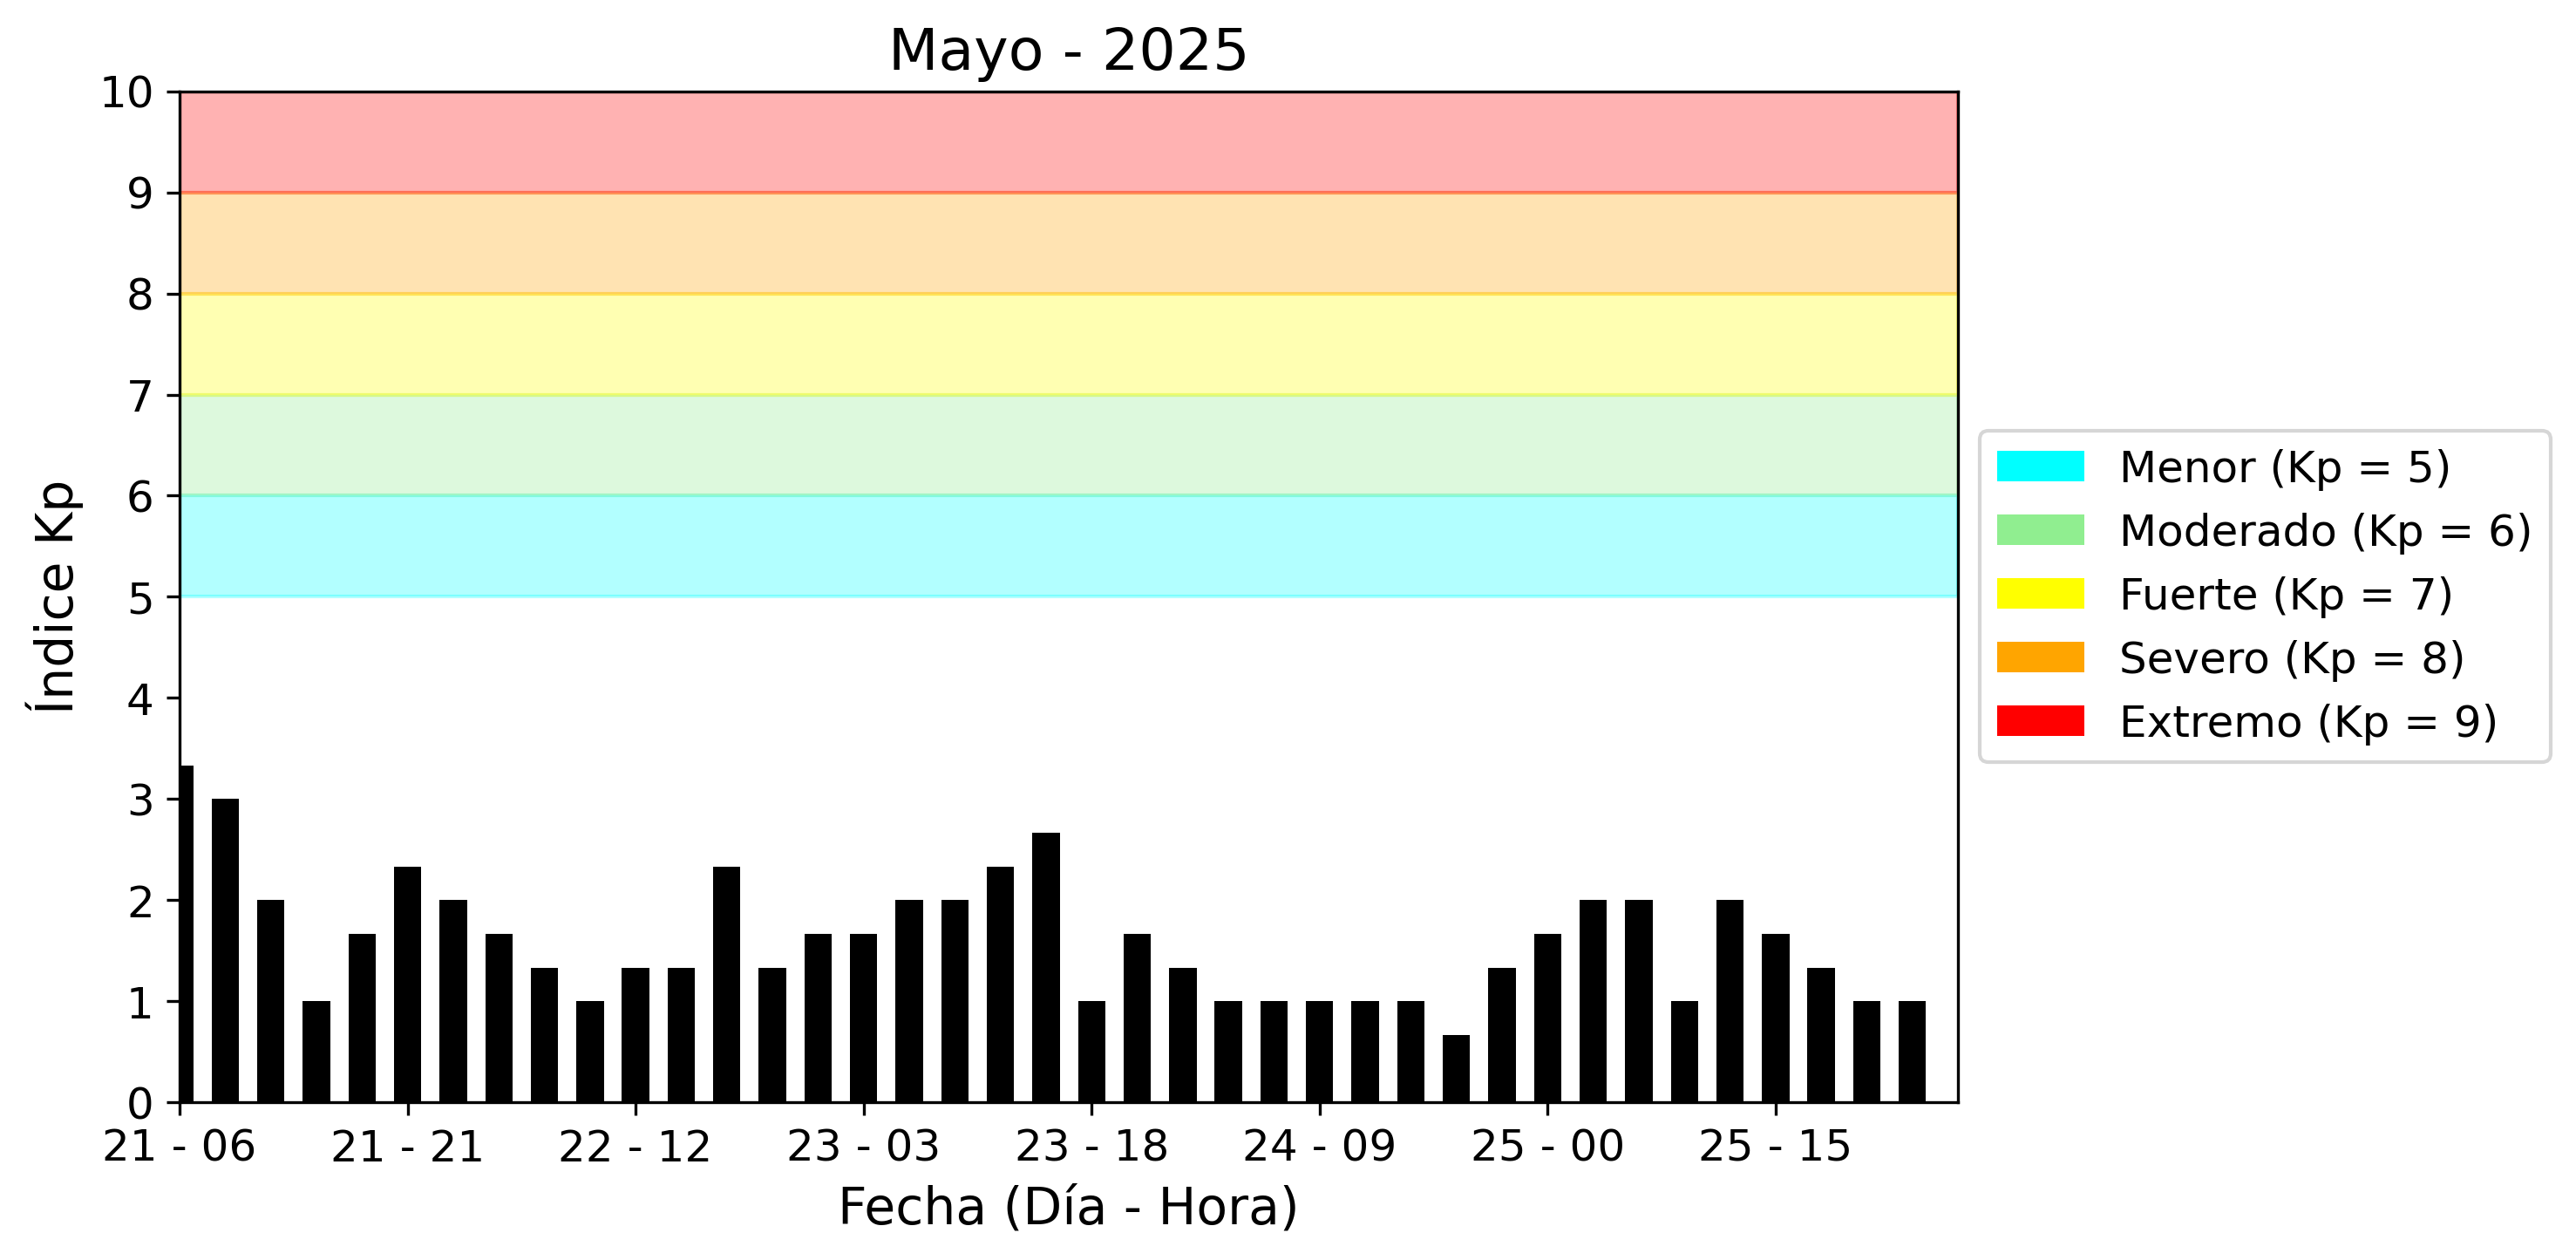 Mayo - 2025
10
9
8
7
6
5
4
3
2
1
0
Índice Kp
21 - 06
21 - 21
22 - 12
23 - 03
23 - 18
24 - 09
25 - 00
25 - 15
Fecha (Día - Hora)
Menor (Kp = 5)
Moderado (Kp = 6)
Fuerte (Kp = 7)
Severo (Kp = 8)
Extremo (Kp = 9)